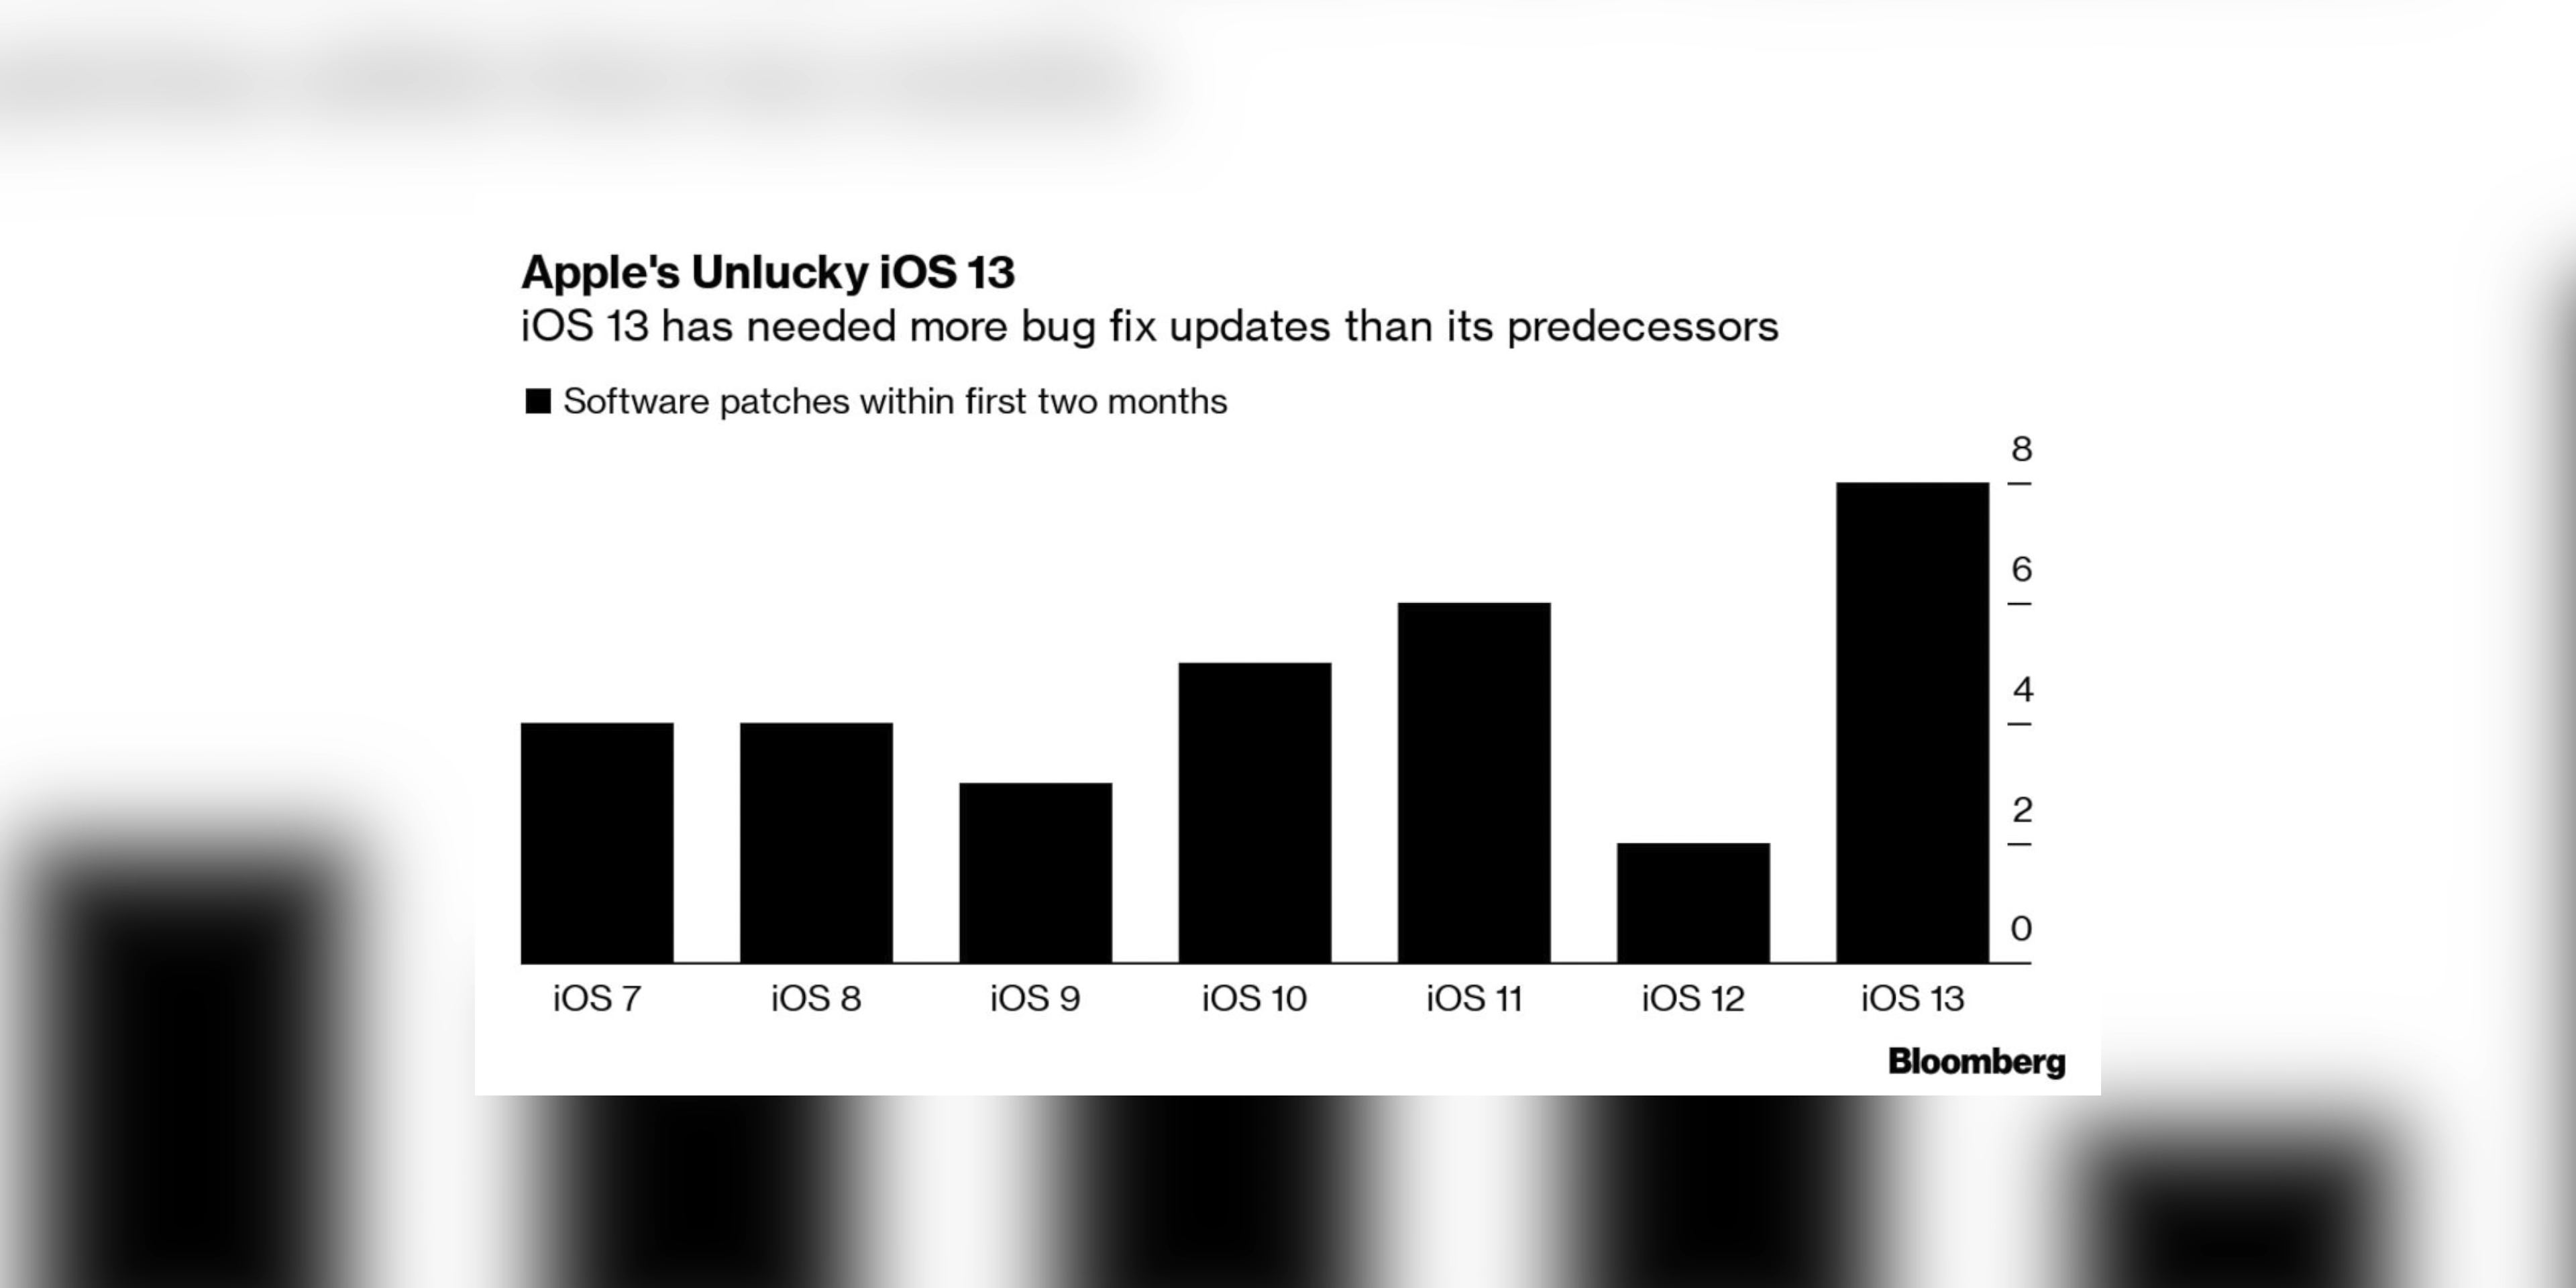 Apple's Unlucky iOS 13
iOS 13 has needed more bug fix updates than its predecessors
Software patches within first two months
8
6
4
2
0
iOS 7 iOS 8 iOS 9 iOS 10 iOS 11 iOS 12 iOS 13
Bloomberg